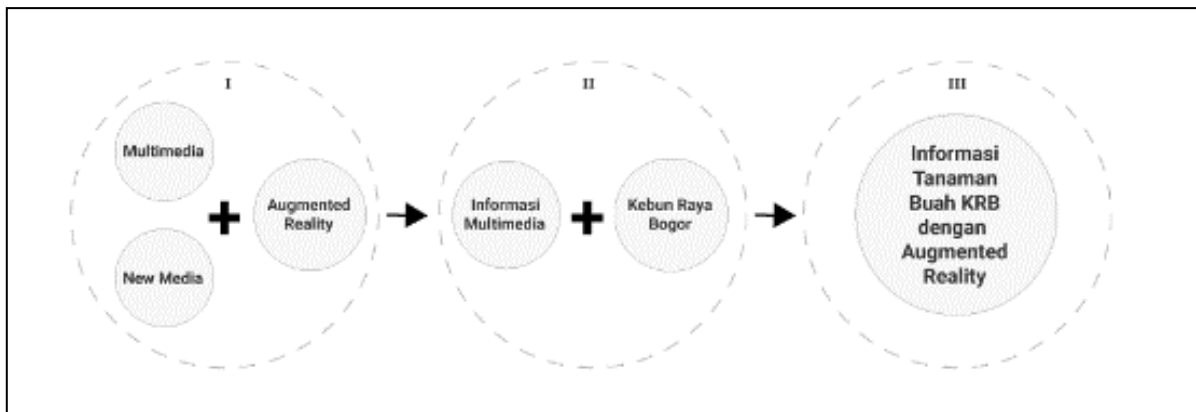 I
Multimedia
New Media
+
Augmented
Reality
II
Informasi
Multimedia
+
Kebun Raya
Bogor
III
Informasi
Tanaman
Buah KRB
dengan
Augmented
Reality